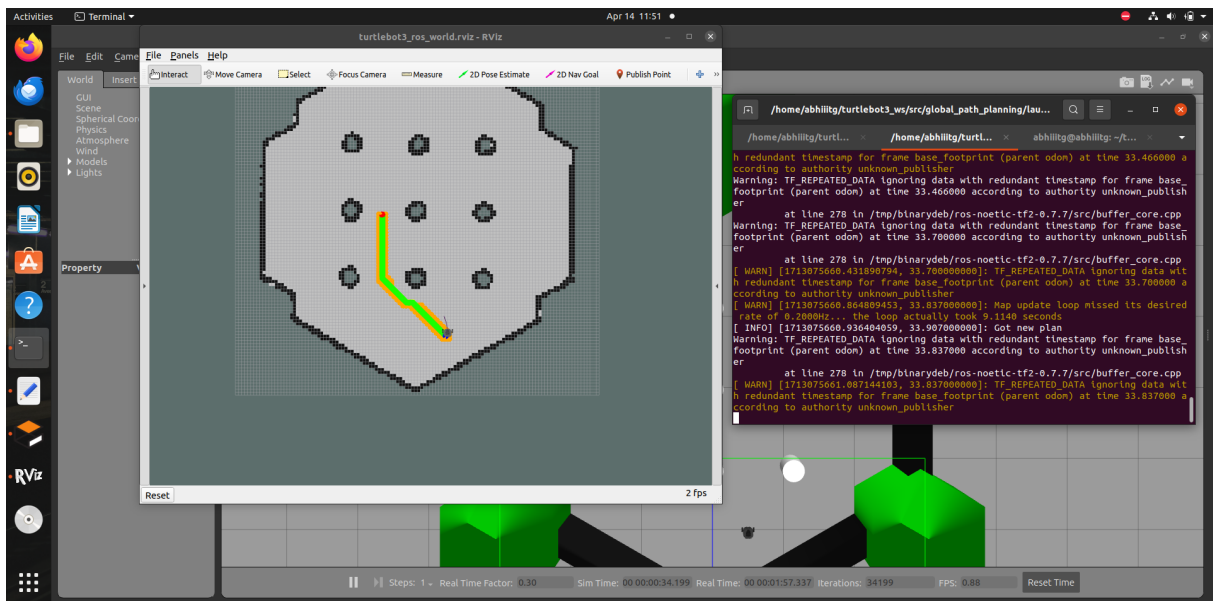 Activities
Terminal
Apr 14 11:51
turtlebot3_ros_world.rviz - RViz
File Edit Came
File Panels Help
Interact Move Camera Select Focus Camera Measure 2D Pose Estimate 2D Nav Goal Publish Point
World Insert
GUI
Scene
Spherical Coor
Physics
Atmosphere
Wind
Models
Lights
Property
/home/abhiiitg/turtlebot3_ws/src/global_path_planning/lau...
/home/abhiiitg/turtl... /home/abhiiitg/turtl... abhiiitg@abhiiitg: ~/t...
h redundant timestamp for frame base_footprint (parent odom) at time 33.466000 a
ccording to authority unknown_publisher
Warning: TF_REPEATED_DATA ignoring data with redundant timestamp for frame base_
footprint (parent odom) at time 33.466000 according to authority unknown_publish
er
at line 278 in /tmp/binarydeb/ros-noetic-tf2-0.7.7/src/buffer_core.cpp
Warning: TF_REPEATED_DATA ignoring data with redundant timestamp for frame base_
footprint (parent odom) at time 33.700000 according to authority unknown_publish
er
at line 278 in /tmp/binarydeb/ros-noetic-tf2-0.7.7/src/buffer_core.cpp
[ WARN] [1713075660.431890794, 33.700000000]: TF_REPEATED_DATA ignoring data wit
h redundant timestamp for frame base_footprint (parent odom) at time 33.700000 a
ccording to authority unknown_publisher
[ WARN] [1713075660.864809453, 33.837000000]: Map update loop missed its desired
rate of 0.2000Hz... the loop actually took 9.1140 seconds
[ INFO] [1713075660.936404059, 33.907000000]: Got new plan
Warning: TF_REPEATED_DATA ignoring data with redundant timestamp for frame base_
footprint (parent odom) at time 33.837000 according to authority unknown_publish
er
at line 278 in /tmp/binarydeb/ros-noetic-tf2-0.7.7/src/buffer_core.cpp
[ WARN] [1713075661.087144103, 33.837000000]: TF_REPEATED_DATA ignoring data wit
h redundant timestamp for frame base_footprint (parent odom) at time 33.837000 a
ccording to authority unknown_publisher
RViz
Reset
2 fps
Steps: 1 Real Time Factor: 0.30 Sim Time: 00 00:00:34.199 Real Time: 00 00:01:57.337 Iterations: 34199 FPS: 0.88 Reset Time